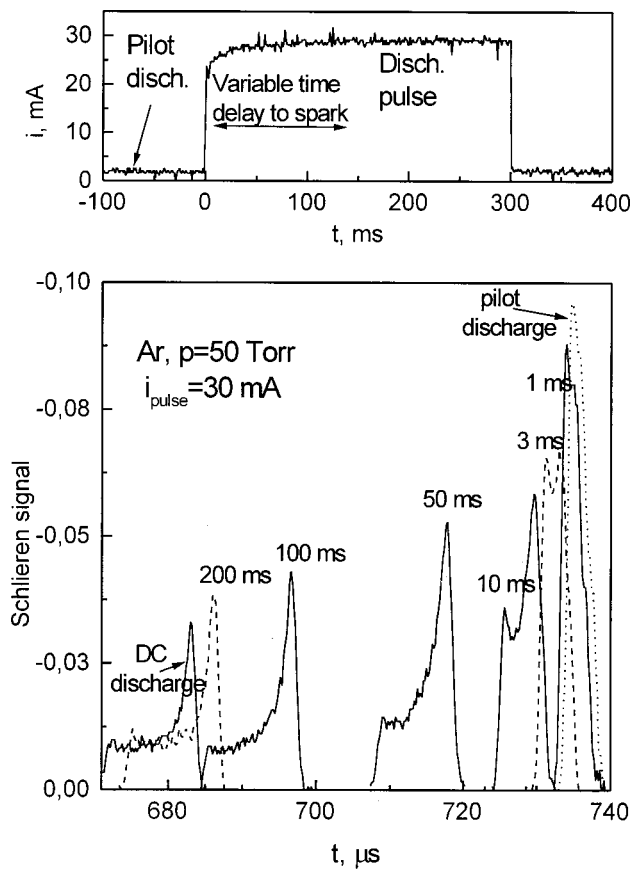 30
20
10
0
i, mA
Pilot
disch.
Variable time
delay to spark
Disch.
pulse
-100 0 100 200 300 400
t, ms
-0,10
-0,08
-0,05
-0,03
0,00
Schlieren signal
Ar, p=50 Torr
i_pulse=30 mA
pilot
discharge
1 ms
3 ms
50 ms
10 ms
100 ms
200 ms
DC
discharge
680 700 720 740
t, μs